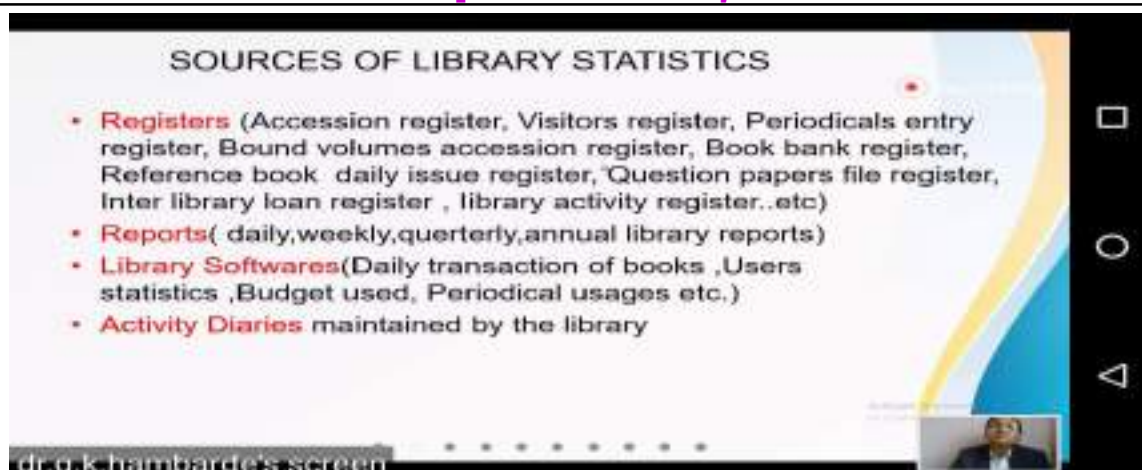 SOURCES OF LIBRARY STATISTICS
• Registers (Accession register, Visitors register, Periodicals entry
register, Bound volumes accession register, Book bank register,
Reference book daily issue register, Question papers file register,
Inter library loan register , library activity register..etc)
• Reports( daily,weekly,querterly,annual library reports)
• Library Softwares(Daily transaction of books ,Users
statistics ,Budget used, Periodical usages etc.)
• Activity Diaries maintained by the library
dr.g.k.hambarde's screen